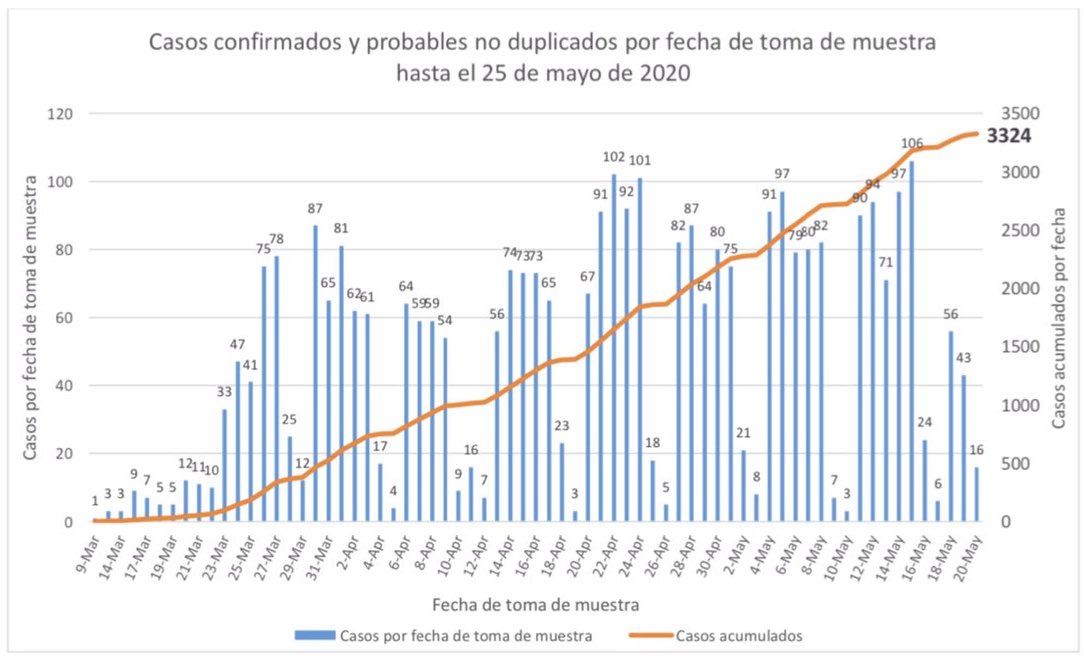 Casos confirmados y probables no duplicados por fecha de toma de muestra
hasta el 25 de mayo de 2020
Casos por fecha de toma de muestra
120
100
80
60
40
20
0
1 3 3 9 7 5 5 12 11 10 33 47 41 75 78 25 12 87 65 81 62 61 17 4 64 59 59 54 9 16 7 56 74 73 73 65 23 3 67 91 102 92 101 18 5 82 87 64 80 75 21 8 91 97 79 80 82 7 3 90 94 71 97 106 24 6 56 43 16
3324
3500
3000
2500
2000
1500
1000
500
0
Casos acumulados por fecha
9-Mar 14-Mar 17-Mar 19-Mar 21-Mar 23-Mar 25-Mar 27-Mar 29-Mar 31-Mar 2-Apr 4-Apr 6-Apr 8-Apr 10-Apr 12-Apr 14-Apr 16-Apr 18-Apr 20-Apr 22-Apr 24-Apr 26-Apr 28-Apr 30-Apr 2-May 4-May 6-May 8-May 10-May 12-May 14-May 16-May 18-May 20-May
Fecha de toma de muestra
Casos por fecha de toma de muestra
Casos acumulados